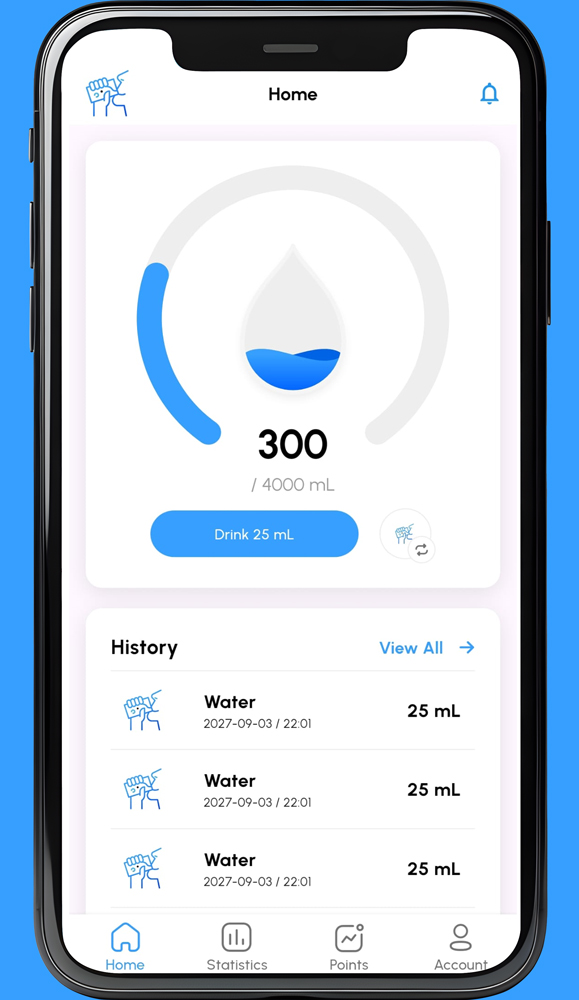 Home
300
/ 4000 mL
Drink 25 mL
History
View All
Water
2027-09-03 / 22:01
25 mL
Water
2027-09-03 / 22:01
25 mL
Water
2027-09-03 / 22:01
25 mL
Home
Statistics
Points
Account